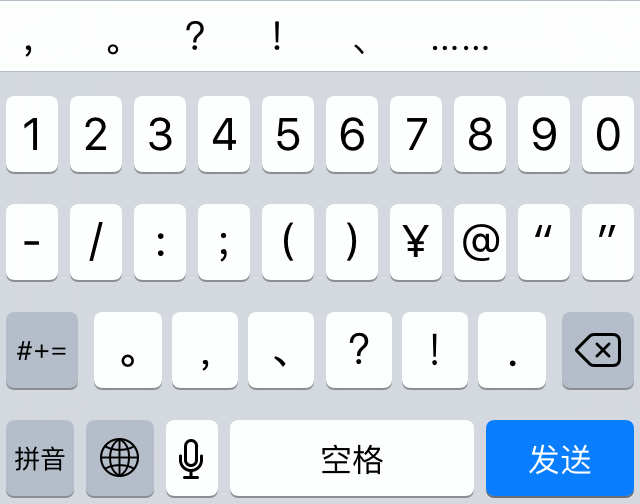 ， 。 ？ ！ 、 ……
1 2 3 4 5 6 7 8 9 0
- / : ; ( ) ¥ @ “ ”
#+= 。 , 、 ? ! .
拼音 空格 发送